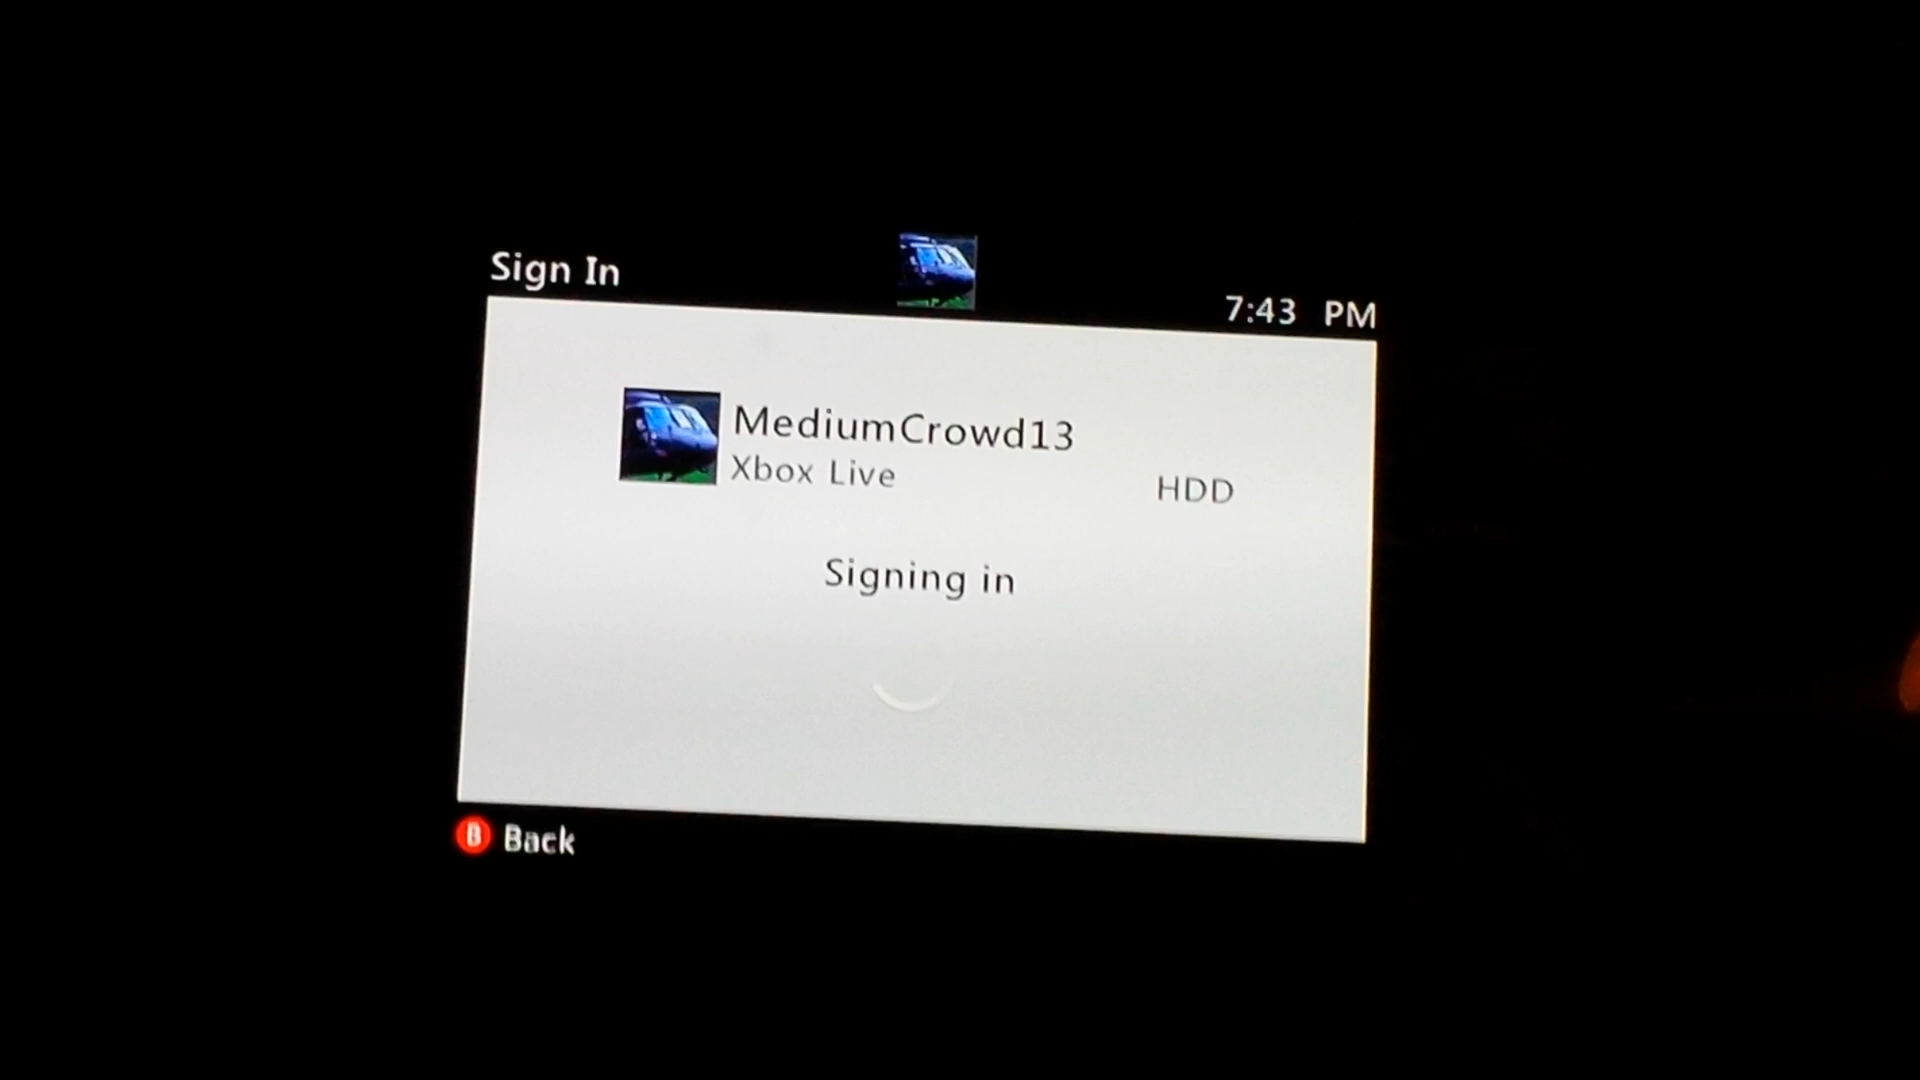 Sign In
7:43 PM
MediumCrowd13
Xbox Live
HDD
Signing in
B Back